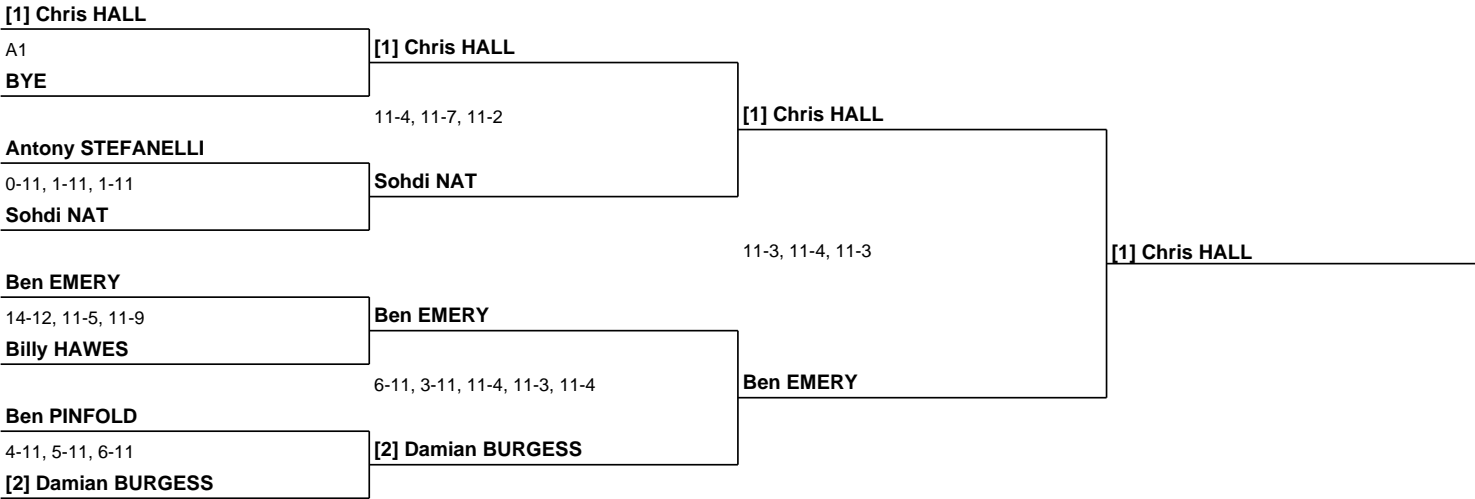 [1] Chris HALL
A1
BYE
Antony STEFANELLI
0-11, 1-11, 1-11
Sohdi NAT
Ben EMERY
14-12, 11-5, 11-9
Billy HAWES
Ben PINFOLD
4-11, 5-11, 6-11
[2] Damian BURGESS
[1] Chris HALL
11-4, 11-7, 11-2
Sohdi NAT
Ben EMERY
6-11, 3-11, 11-4, 11-3, 11-4
[2] Damian BURGESS
[1] Chris HALL
11-3, 11-4, 11-3
Ben EMERY
[1] Chris HALL